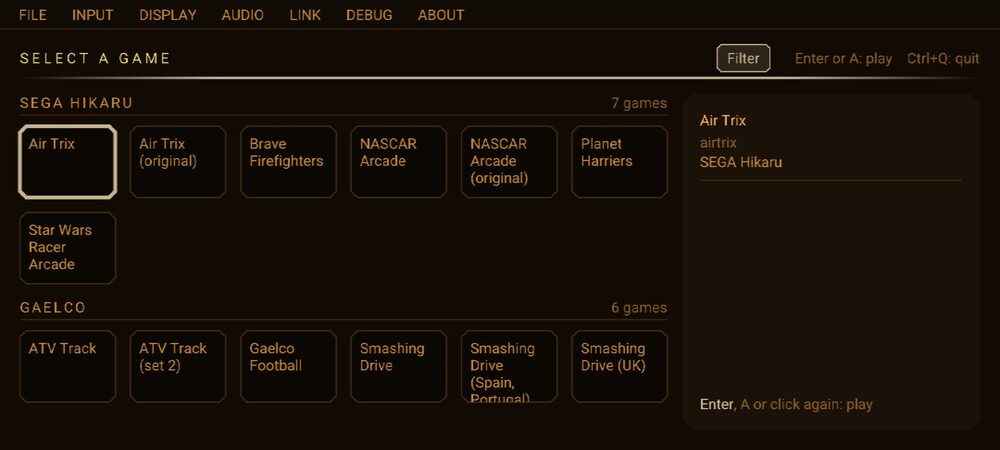 FILE INPUT DISPLAY AUDIO LINK DEBUG ABOUT
SELECT A GAME
Filter
Enter or A: play Ctrl+Q: quit
SEGA HIKARU
7 games
Air Trix
Air Trix
(original)
Brave
Firefighters
NASCAR
Arcade
NASCAR
Arcade
(original)
Planet
Harriers
Star Wars
Racer
Arcade
GAELCO
6 games
ATV Track
ATV Track
(set 2)
Gaelco
Football
Smashing
Drive
Smashing
Drive
(Spain,
Portugal)
Smashing
Drive (UK)
Air Trix
airtrix
SEGA Hikaru
Enter, A or click again: play